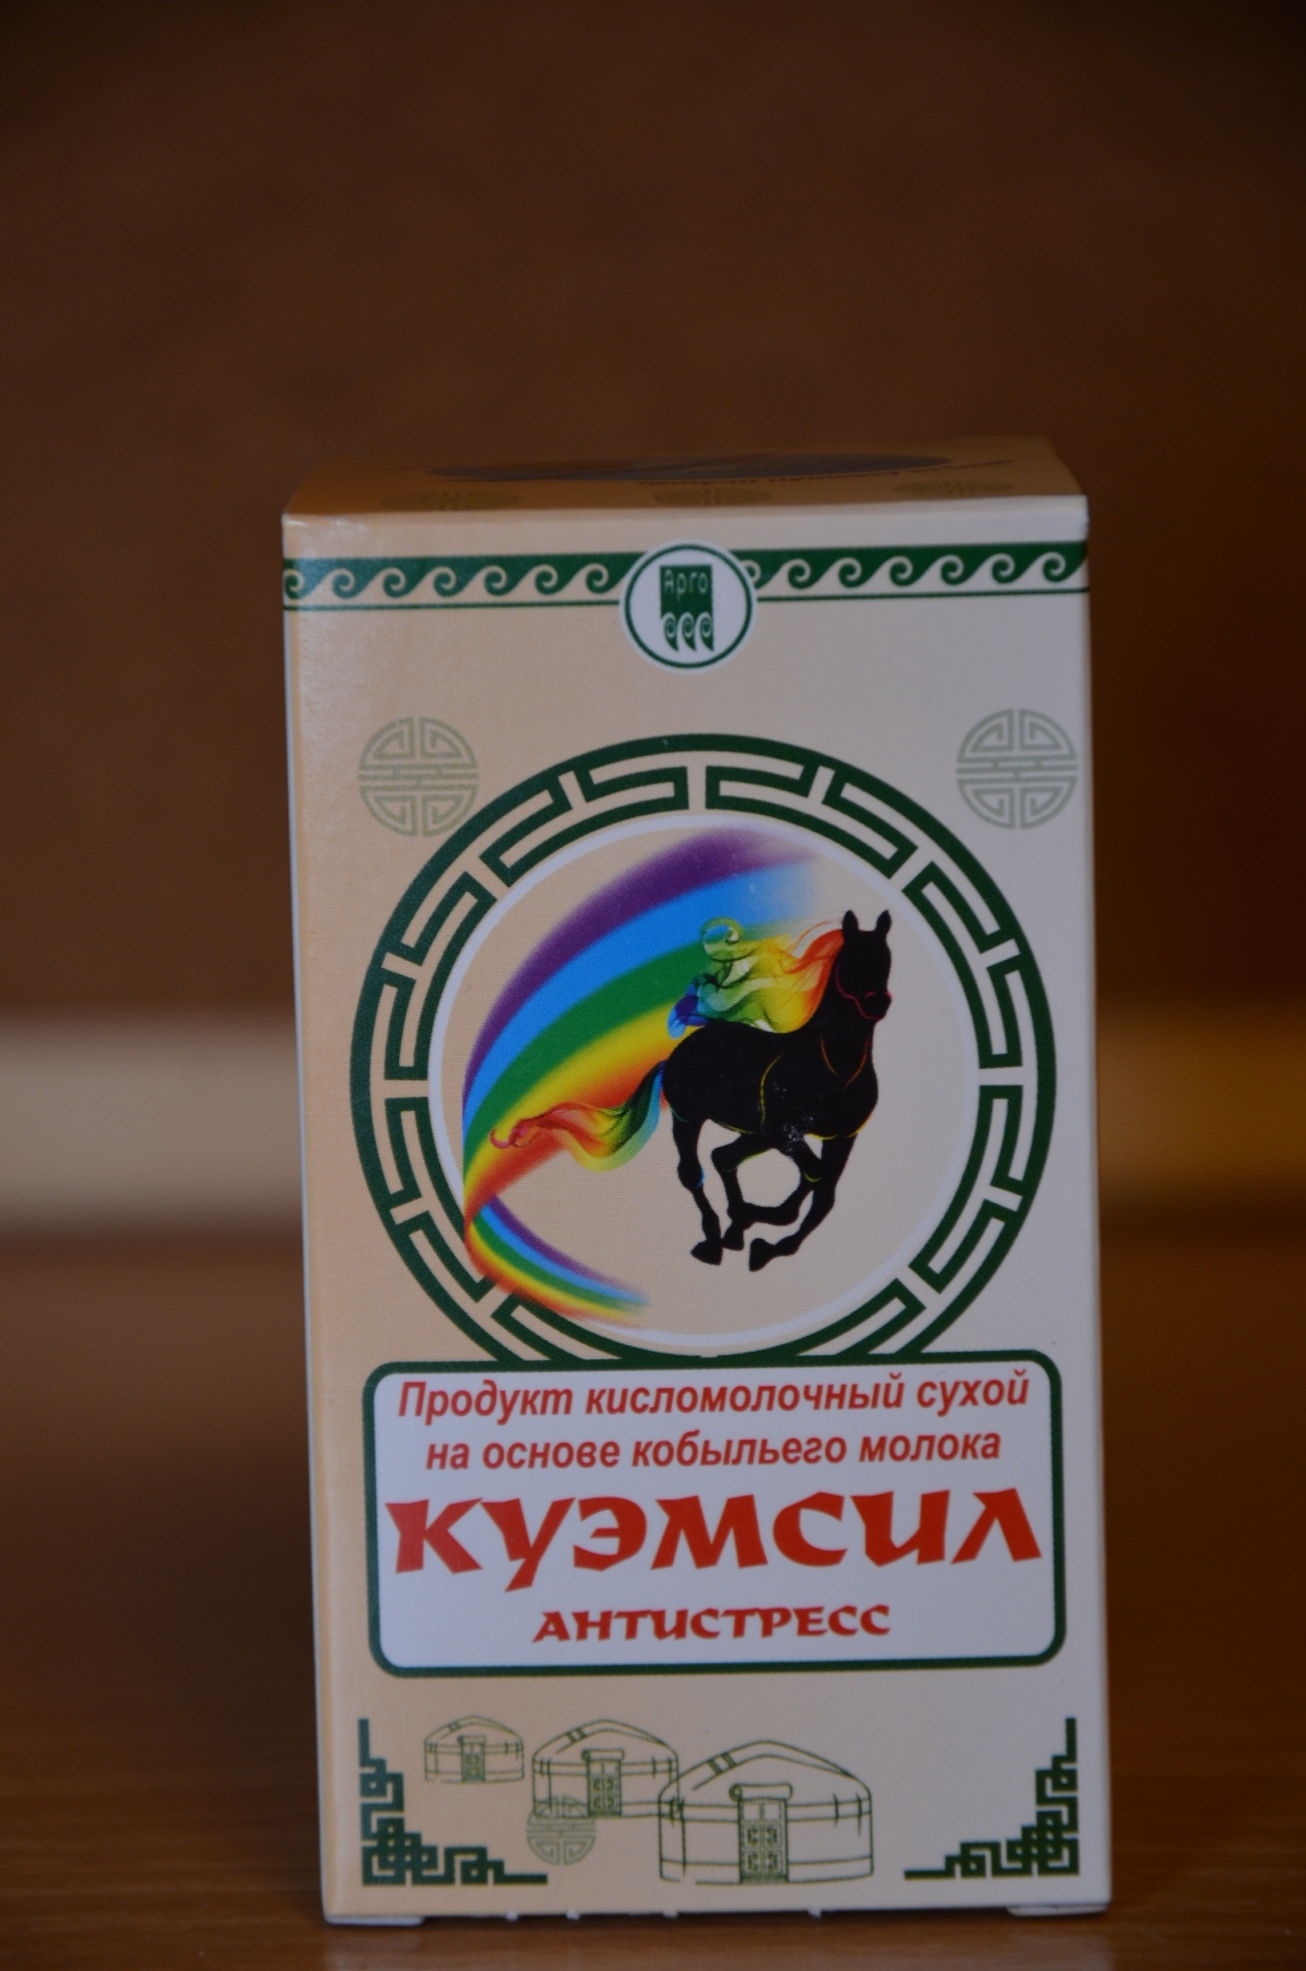 Арго
Продукт кисломолочный сухой
на основе кобыльего молока
КУЭМСИЛ
АНТИСТРЕСС